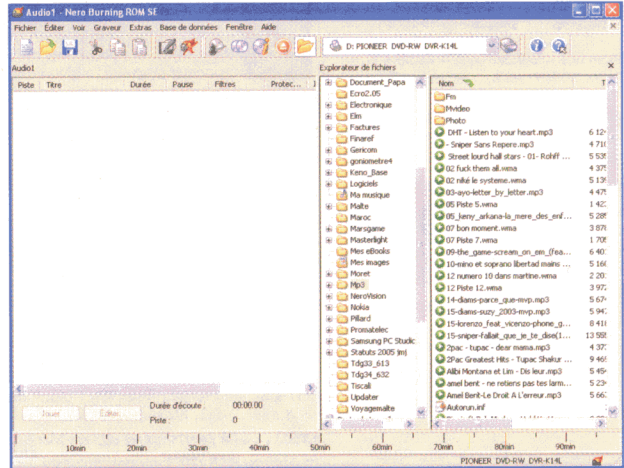 Audio1 - Nero Burning ROM SE
Fichier Éditer Voir Graveur Extras Base de données Fenêtre Aide
D: PIONEER DVD-RW DVR-K14L
Audio1
Piste Titre Durée Pause Filtres Protec...
Explorateur de fichiers
Document_Papa
Ecro2.05
Electronique
Elm
Factures
Finaref
Gericom
goniometre4
Keno_Base
Logiciels
Ma musique
Malte
Maroc
Marsgame
Masterlight
Mes eBooks
Mes images
Moret
Mp3
NeroVision
Nokia
Pillard
Promatelec
Samsung PC Studio
Statuts 2005 jmj
Tdg33_613
Tdg34_632
Tiscali
Updater
Voyagemalte
Nom T
Fm
Mvideo
Photo
DHT - Listen to your heart.mp3
- Sniper Sans Repere.mp3
Street lourd hall stars - 01- Rohff ...
02 fuck them all.wma
02 niké le systeme.wma
03-ayo-letter_by_letter.mp3
05 Piste 5.wma
05_keny_arkana-la_mere_des_enf...
07 bon moment.wma
07 Piste 7.wma
09-the_game-scream_on_em_(fea...
10-mino et soprano libertad mains ...
12 numero 10 dans martine.wma
12 Piste 12.wma
14-diams-parce_que-mvp.mp3
15-diams-suzy_2003-mvp.mp3
15-lorenzo_feat_vicenzo-phone_g...
15-sniper-fallait_que_je_te_dise(1...
2pac - tupac - dear mama.mp3
2Pac Greatest Hits - Tupac Shakur ...
Alibi Montana et Lim - Dis leur.mp3
amel bent - ne retiens pas tes larm...
Amel Berit-Le Droit A L'erreur.mp3
Autorun.inf
Jouer Éditer Durée d'écoute : 00:00:00
Piste : 0
10min 20min 30min 40min 50min 60min 70min 80min 90min
PIONEER DVD-RW DVR-K14L